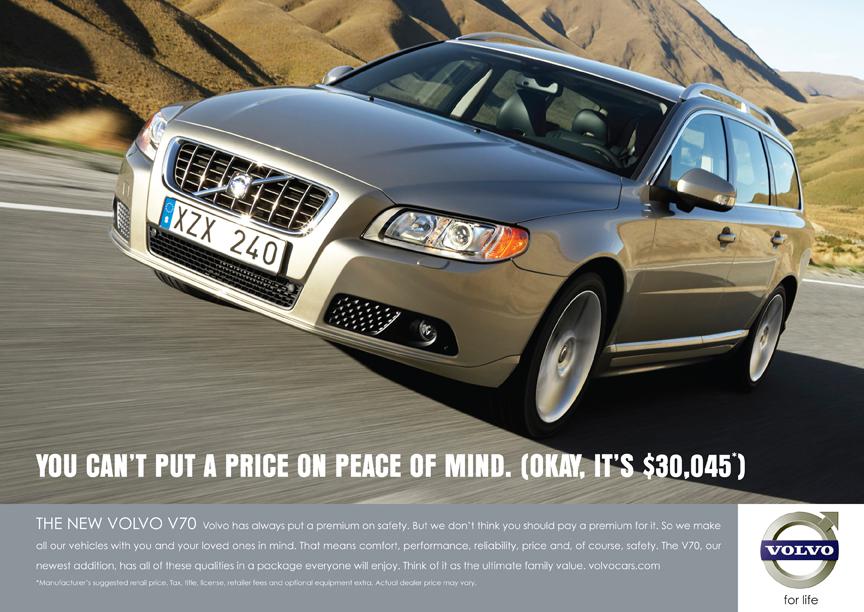 XZX 240
YOU CAN'T PUT A PRICE ON PEACE OF MIND. (OKAY, IT'S $30,045*)
THE NEW VOLVO V70 Volvo has always put a premium on safety. But we don't think you should pay a premium for it. So we make
all our vehicles with you and your loved ones in mind. That means comfort, performance, reliability, price and, of course, safety. The V70, our
newest addition, has all of these qualities in a package everyone will enjoy. Think of it as the ultimate family value. volvocars.com
*Manufacturer's suggested retail price. Tax, title, license, retailer fees and optional equipment extra. Actual dealer price may vary.
VOLVO
for life